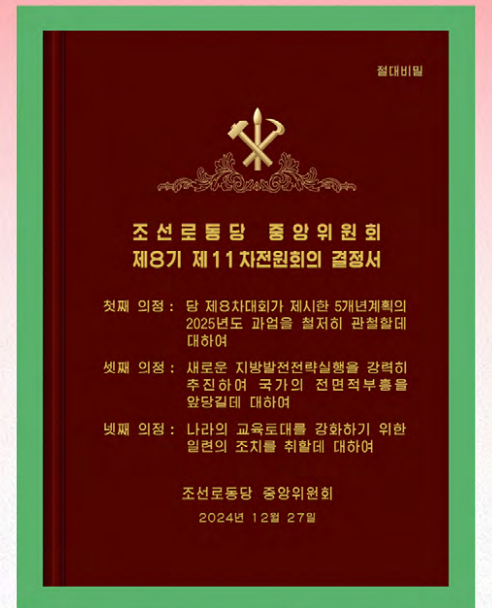 절대비밀
조선로동당 중앙위원회
제8기 제11차전원회의 결정서
첫째 의정 : 당 제8차대회가 제시한 5개년계획의
2025년도 과업을 철저히 관철할데
대하여
셋째 의정 : 새로운 지방발전전략실행을 강력히
추진하여 국가의 전면적부흥을
앞당길데 대하여
넷째 의정 : 나라의 교육토대를 강화하기 위한
일련의 조치를 취할데 대하여
조선로동당 중앙위원회
2024년 12월 27일